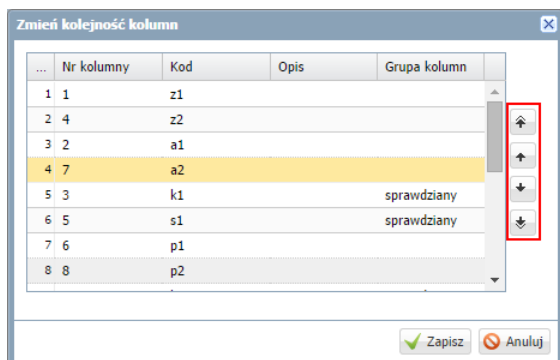 Zmień kolejność kolumn
... Nr kolumny Kod Opis Grupa kolumn
1 1 z1
2 4 z2
3 2 a1
4 7 a2
5 3 k1 sprawdziany
6 5 s1 sprawdziany
7 6 p1
8 8 p2
Zapisz Anuluj